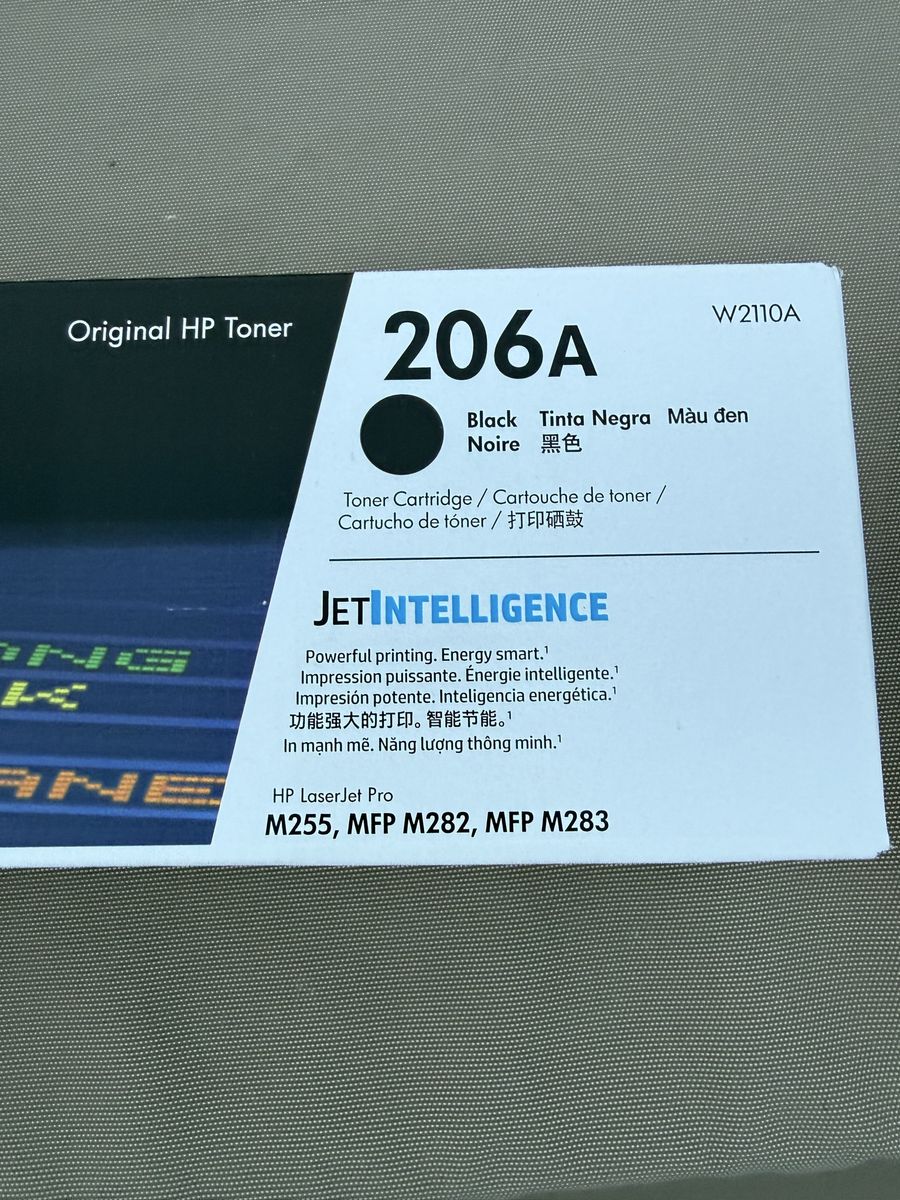 Original HP Toner
206A
W2110A
Black Tinta Negra Màu đen
Noire 黑色
Toner Cartridge / Cartouche de toner /
Cartucho de tóner / 打印硒鼓
JETINTELLIGENCE
Powerful printing. Energy smart.¹
Impression puissante. Énergie intelligente.¹
Impresión potente. Inteligencia energética.¹
功能强大的打印。智能节能。¹
In mạnh mẽ. Năng lượng thông minh.¹
HP LaserJet Pro
M255, MFP M282, MFP M283